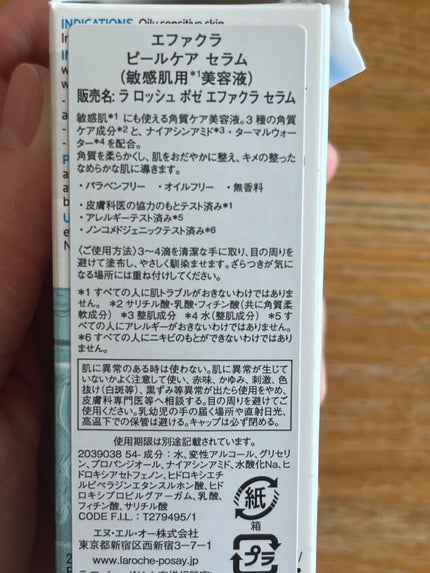 INDICATIONS Oily sensitive skin
エファクラ
ピールケア セラム
(敏感肌用*1美容液)
販売名: ラ ロッシュ ポゼ エファクラ セラム
敏感肌*1 にも使える角質ケア美容液。3 種の角質
ケア成分*2 と、ナイアシンアミド*3・ターマルウォー
ター*4 を配合。
角質を柔らかくし、肌をおだやかに整え、キメの整った
なめらかな肌に導きます。
・パラベンフリー ・オイルフリー ・無香料
・皮膚科医の協力のもとテスト済み*1
・アレルギーテスト済み*5
・ノンコメドジェニックテスト済み*6
〈ご使用方法〉3〜4滴を清潔な手に取り、目の周りを
避けて塗布し、やさしく馴染ませます。ざらつきが気に
なる場所には重ね付けしてください。
*1 すべての人に肌トラブルがおきないわけではありま
せん。 *2 サリチル酸・乳酸・フィチン酸(共に角質柔
軟成分) *3 整肌成分 *4 水(整肌成分) *5 す
べての人にアレルギーがおきないわけではありません。
*6 すべての人にニキビのもとができないわけではあり
ません。
肌に異常のある時は使わない。肌に異常が生じて
いないかよく注意して使い、赤味、かゆみ、刺激、色
抜け(白斑等)、黒ずみ等異常が出たら使用をやめ、
皮膚科専門医等へ相談する。目の周りを避けてご
使用ください。乳幼児の手の届く場所や直射日光、
高温下での保管は避ける。キャップは必ず閉める。
使用期限は別途記載されています。
2039038 54- 成分：水、変性アルコール、グリセリ
ン、プロパンジオール、ナイアシンアミド、水酸化Na、ヒ
ドロキシアセトフェノン、ヒドロキシエチ
ルピペラジンエタンスルホン酸、ヒド
ロキシプロピルグアーガム、乳酸、
フィチン酸、サリチル酸
CODE F.I.L. : T279495/1
紙
箱
エヌ・エル・オー株式会社
東京都新宿区西新宿3-7-1
www.laroche-posay.jp
プラ